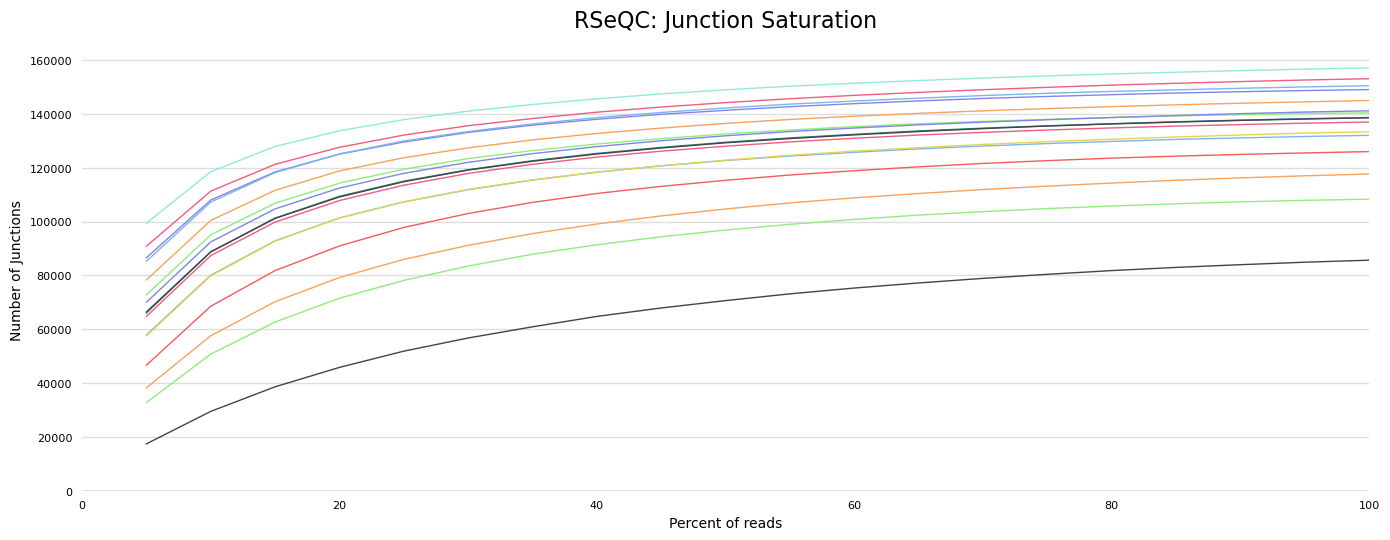 RSeQC: Junction Saturation
Number of Junctions
160000
140000
120000
100000
80000
60000
40000
20000
0
0 20 40 60 80 100
Percent of reads